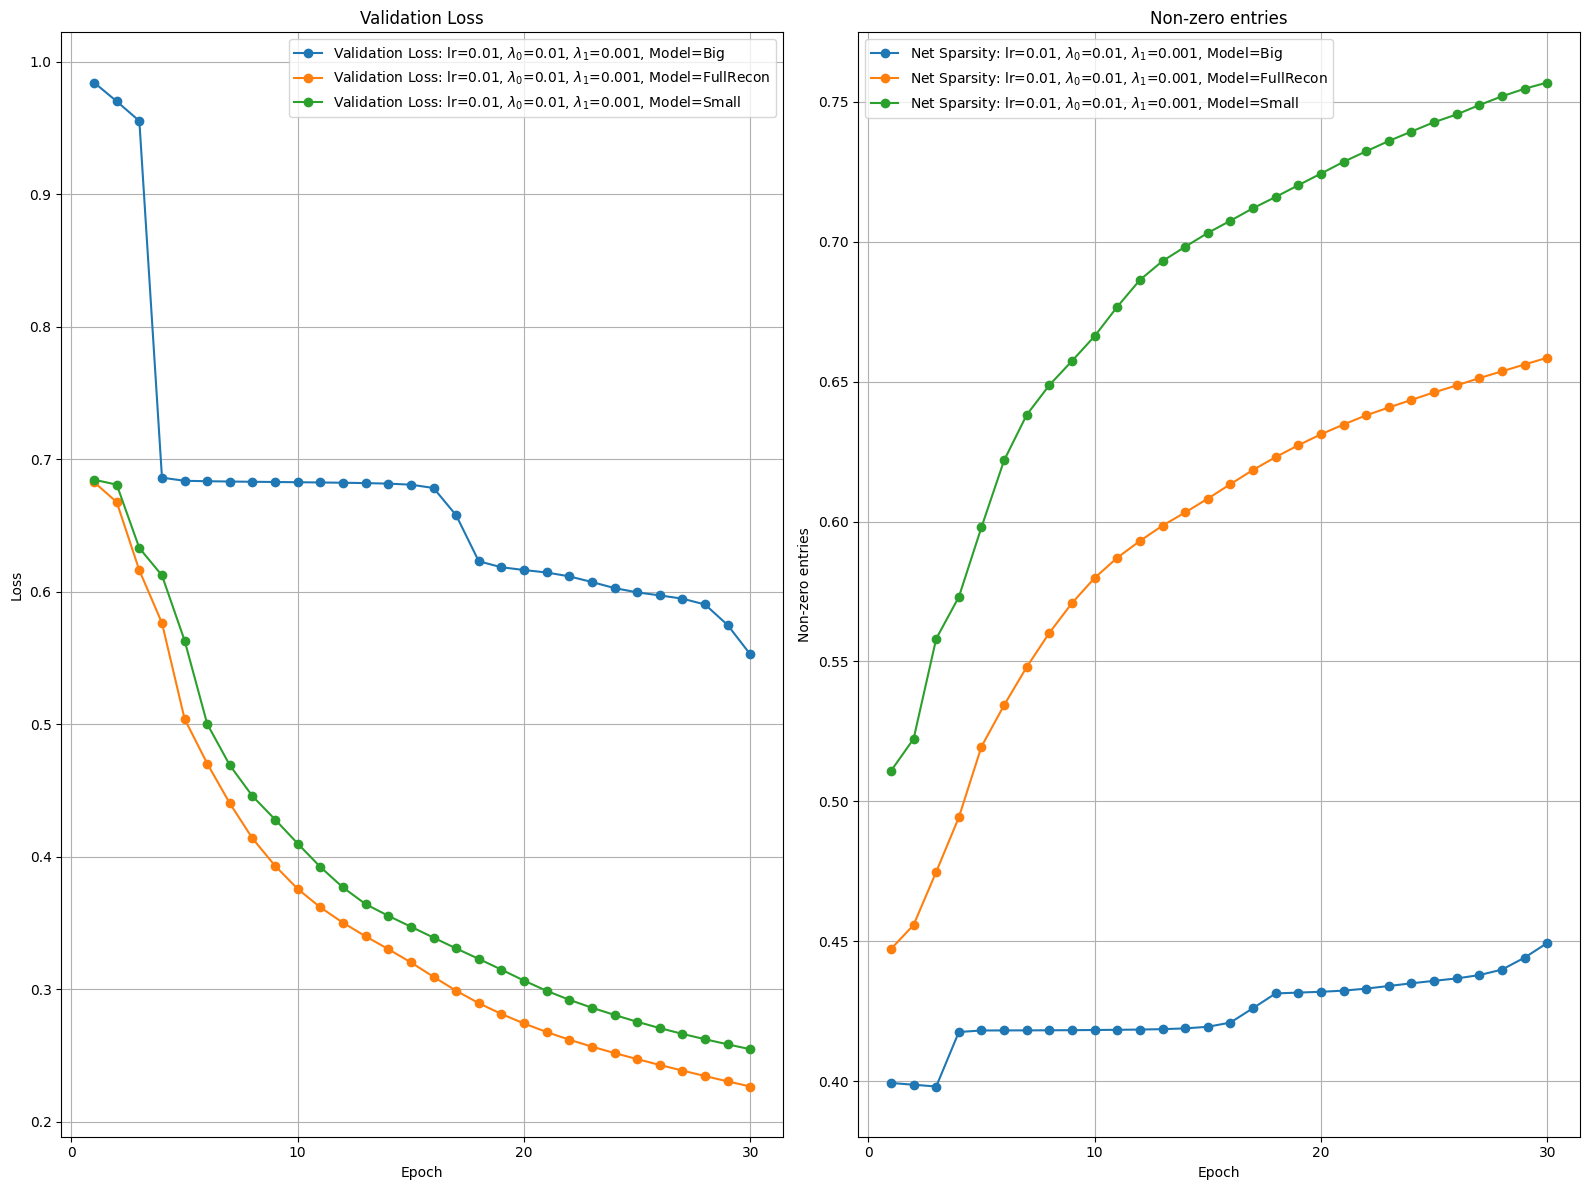 Validation Loss
Validation Loss: lr=0.01, λ₀=0.01, λ₁=0.001, Model=Big
Validation Loss: lr=0.01, λ₀=0.01, λ₁=0.001, Model=FullRecon
Validation Loss: lr=0.01, λ₀=0.01, λ₁=0.001, Model=Small
1.0
0.9
0.8
0.7
0.6
0.5
0.4
0.3
0.2
Loss
0
10
20
30
Epoch
Non-zero entries
Net Sparsity: lr=0.01, λ₀=0.01, λ₁=0.001, Model=Big
Net Sparsity: lr=0.01, λ₀=0.01, λ₁=0.001, Model=FullRecon
Net Sparsity: lr=0.01, λ₀=0.01, λ₁=0.001, Model=Small
0.75
0.70
0.65
0.60
0.55
0.50
0.45
0.40
Non-zero entries
0
10
20
30
Epoch